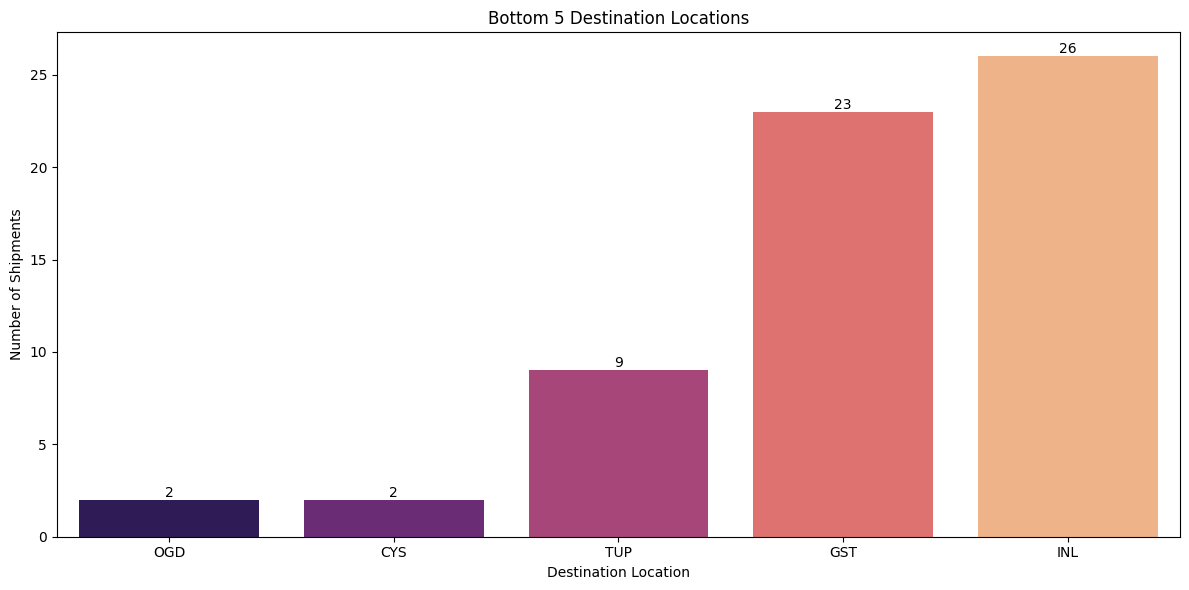 Bottom 5 Destination Locations
Number of Shipments
25
20
15
10
5
0
2
2
9
23
26
OGD
CYS
TUP
GST
INL
Destination Location